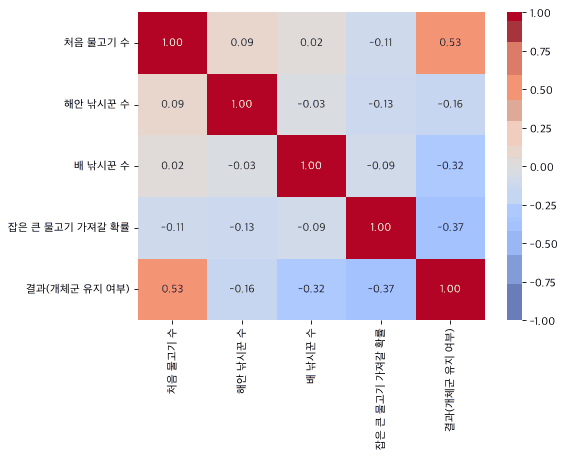 처음 물고기 수 1.00 0.09 0.02 -0.11 0.53
해안 낚시꾼 수 0.09 1.00 -0.03 -0.13 -0.16
배 낚시꾼 수 0.02 -0.03 1.00 -0.09 -0.32
잡은 큰 물고기 가져갈 확률 -0.11 -0.13 -0.09 1.00 -0.37
결과(개체군 유지 여부) 0.53 -0.16 -0.32 -0.37 1.00
처음 물고기 수
해안 낚시꾼 수
배 낚시꾼 수
잡은 큰 물고기 가져갈 확률
결과(개체군 유지 여부)
1.00
0.75
0.50
0.25
0.00
-0.25
-0.50
-0.75
-1.00